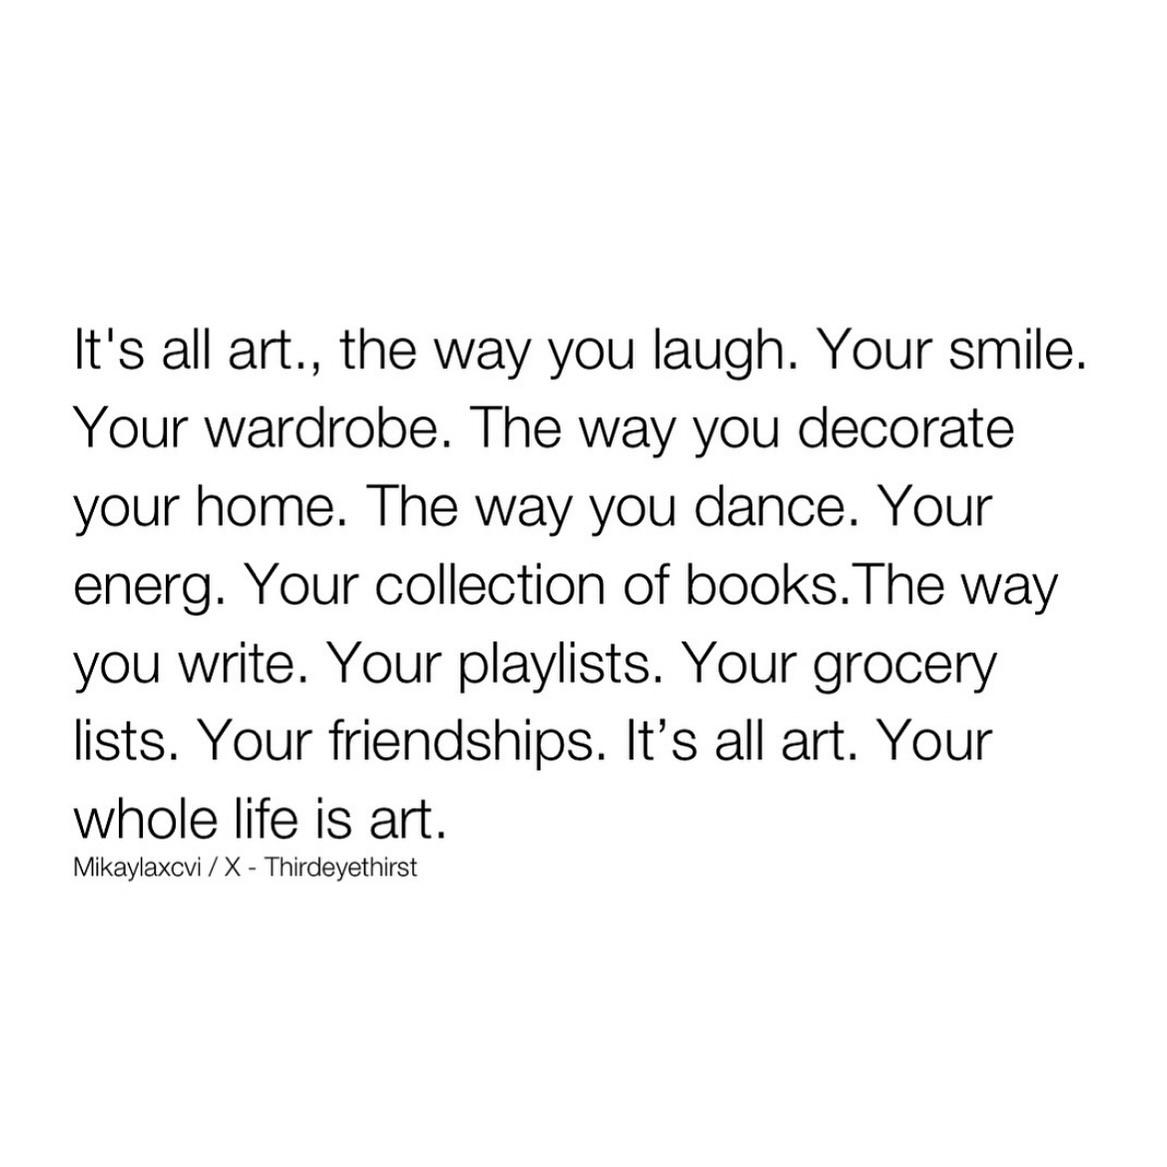 It's all art., the way you laugh. Your smile.
Your wardrobe. The way you decorate
your home. The way you dance. Your
energ. Your collection of books.The way
you write. Your playlists. Your grocery
lists. Your friendships. It’s all art. Your
whole life is art.
Mikaylaxcvi / X - Thirdeyethirst